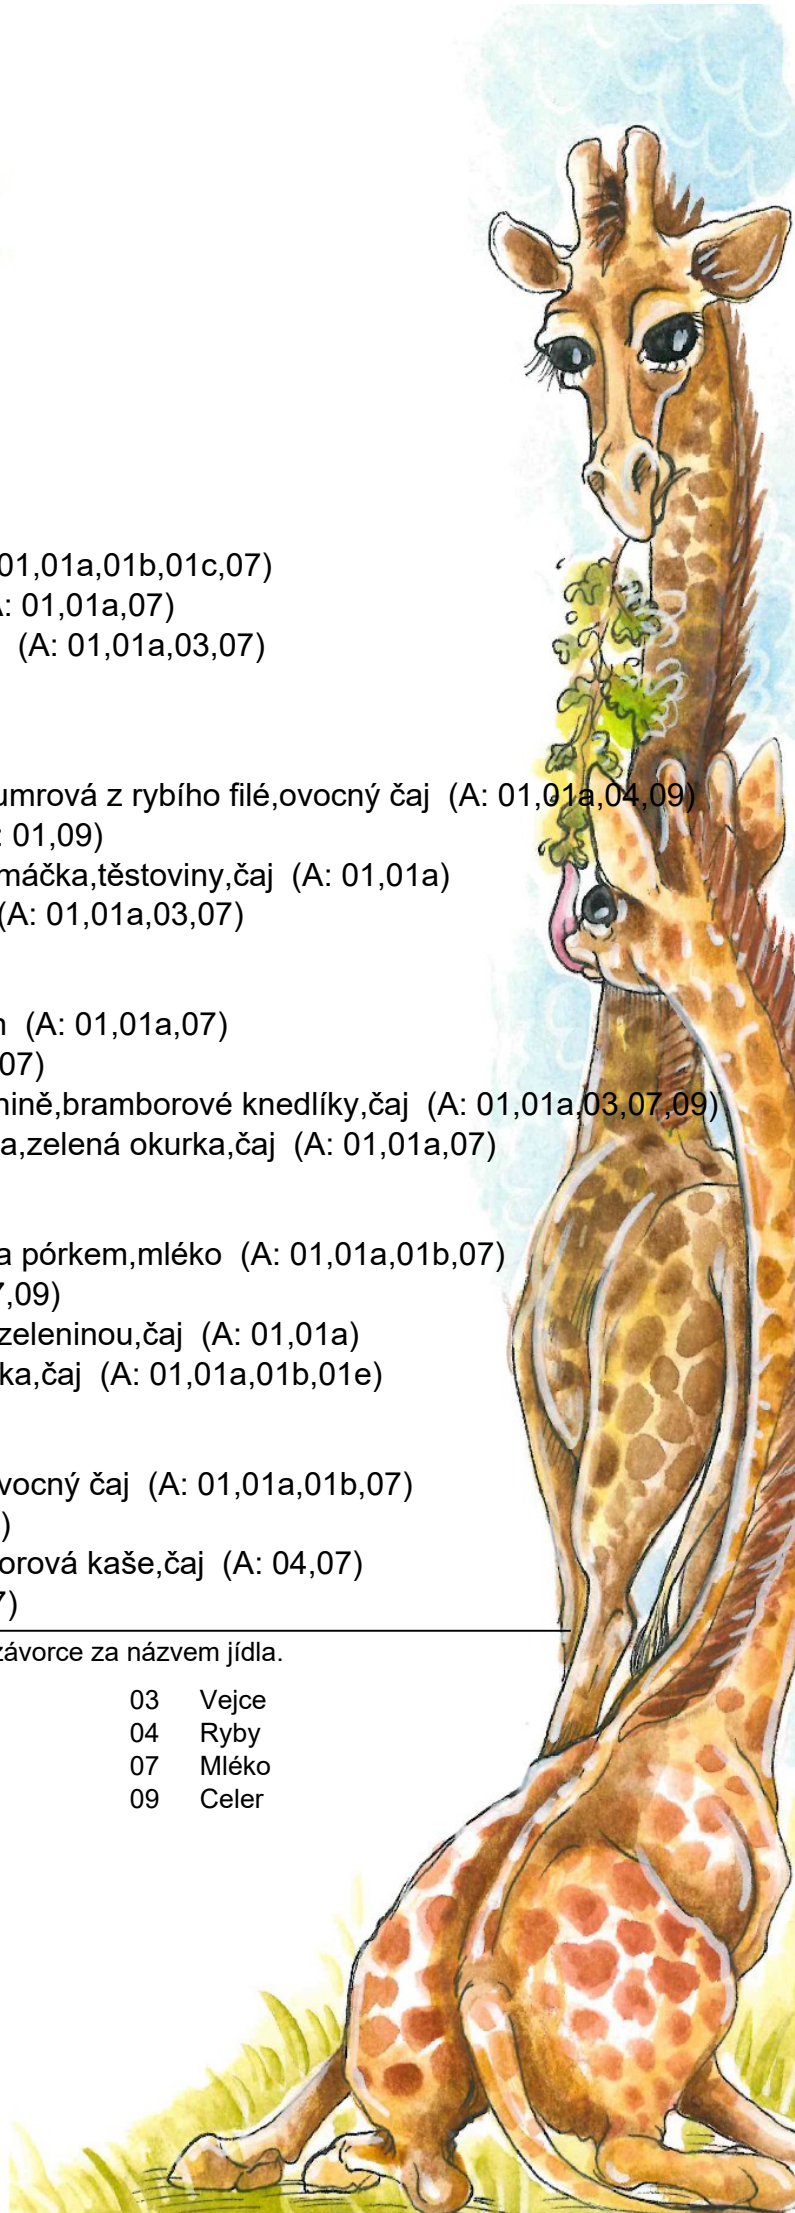 01,01a,01b,01c,07)
A: 01,01a,07)
(A: 01,01a,03,07)
umrová z rybího filé,ovocný čaj (A: 01,01a,04,09)
: 01,09)
máčka,těstoviny,čaj (A: 01,01a)
(A: 01,01a,03,07)
(A: 01,01a,07)
07)
nině,bramborové knedlíky,čaj (A: 01,01a,03,07,09)
a,zelená okurka,čaj (A: 01,01a,07)
a pórkem,mléko (A: 01,01a,01b,07)
7,09)
zeleninou,čaj (A: 01,01a)
ka,čaj (A: 01,01a,01b,01e)
vocný čaj (A: 01,01a,01b,07)
)
orová kaše,čaj (A: 04,07)
7)
závorce za názvem jídla.
03 Vejce
04 Ryby
07 Mléko
09 Celer